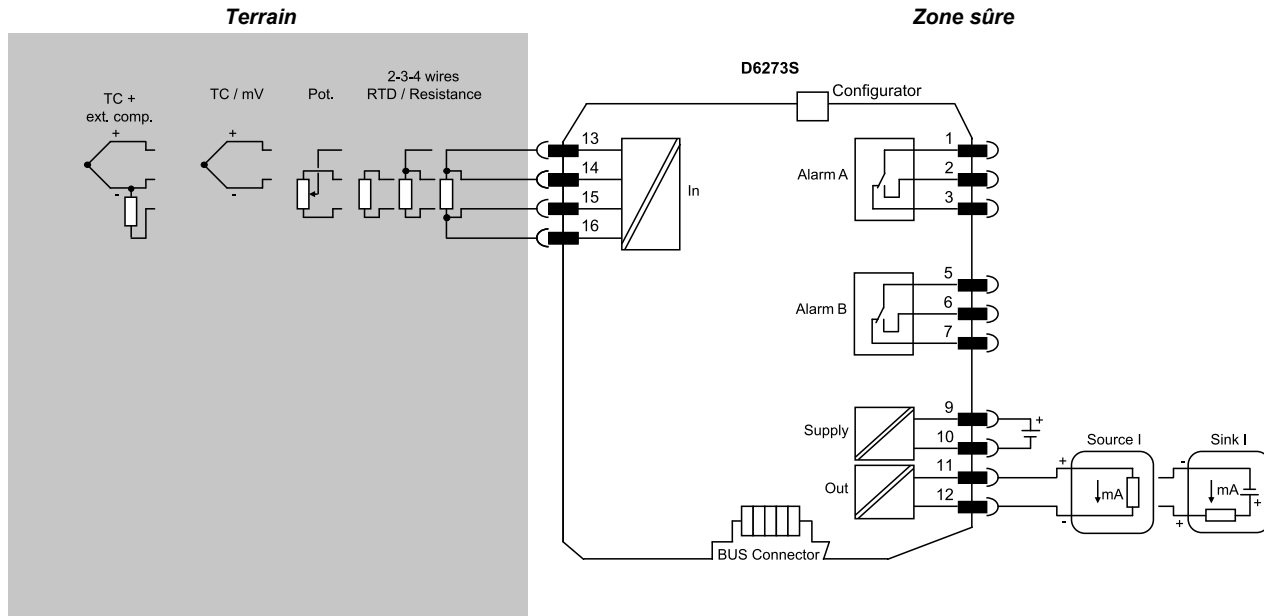 Terrain
Zone sûre
D6273S
Configurator
TC +
ext. comp.
+
-
TC / mV
+
-
Pot.
2-3-4 wires
RTD / Resistance
13
14
15
16
In
Alarm A
1
2
3
Alarm B
5
6
7
Supply
9
10
+
Out
11
12
Source I
+
mA
-
Sink I
-
mA
+
+
BUS Connector